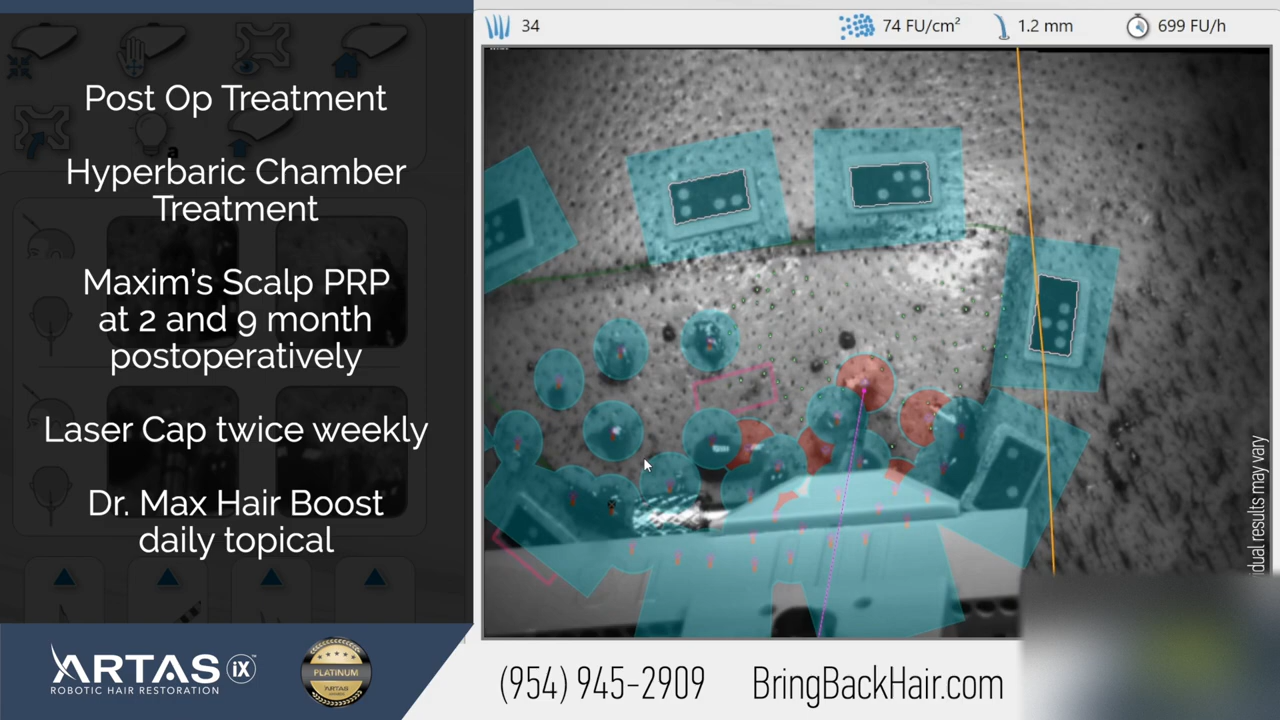 34
74 FU/cm²
1.2 mm
699 FU/h
Post Op Treatment
Hyperbaric Chamber
Treatment
Maxim's Scalp PRP
at 2 and 9 month
postoperatively
Laser Cap twice weekly
Dr. Max Hair Boost
daily topical
a
idual results may vary
ARTAS iX™
ROBOTIC HAIR RESTORATION
PLATINUM
ARTAS
(954) 945-2909
BringBackHair.com